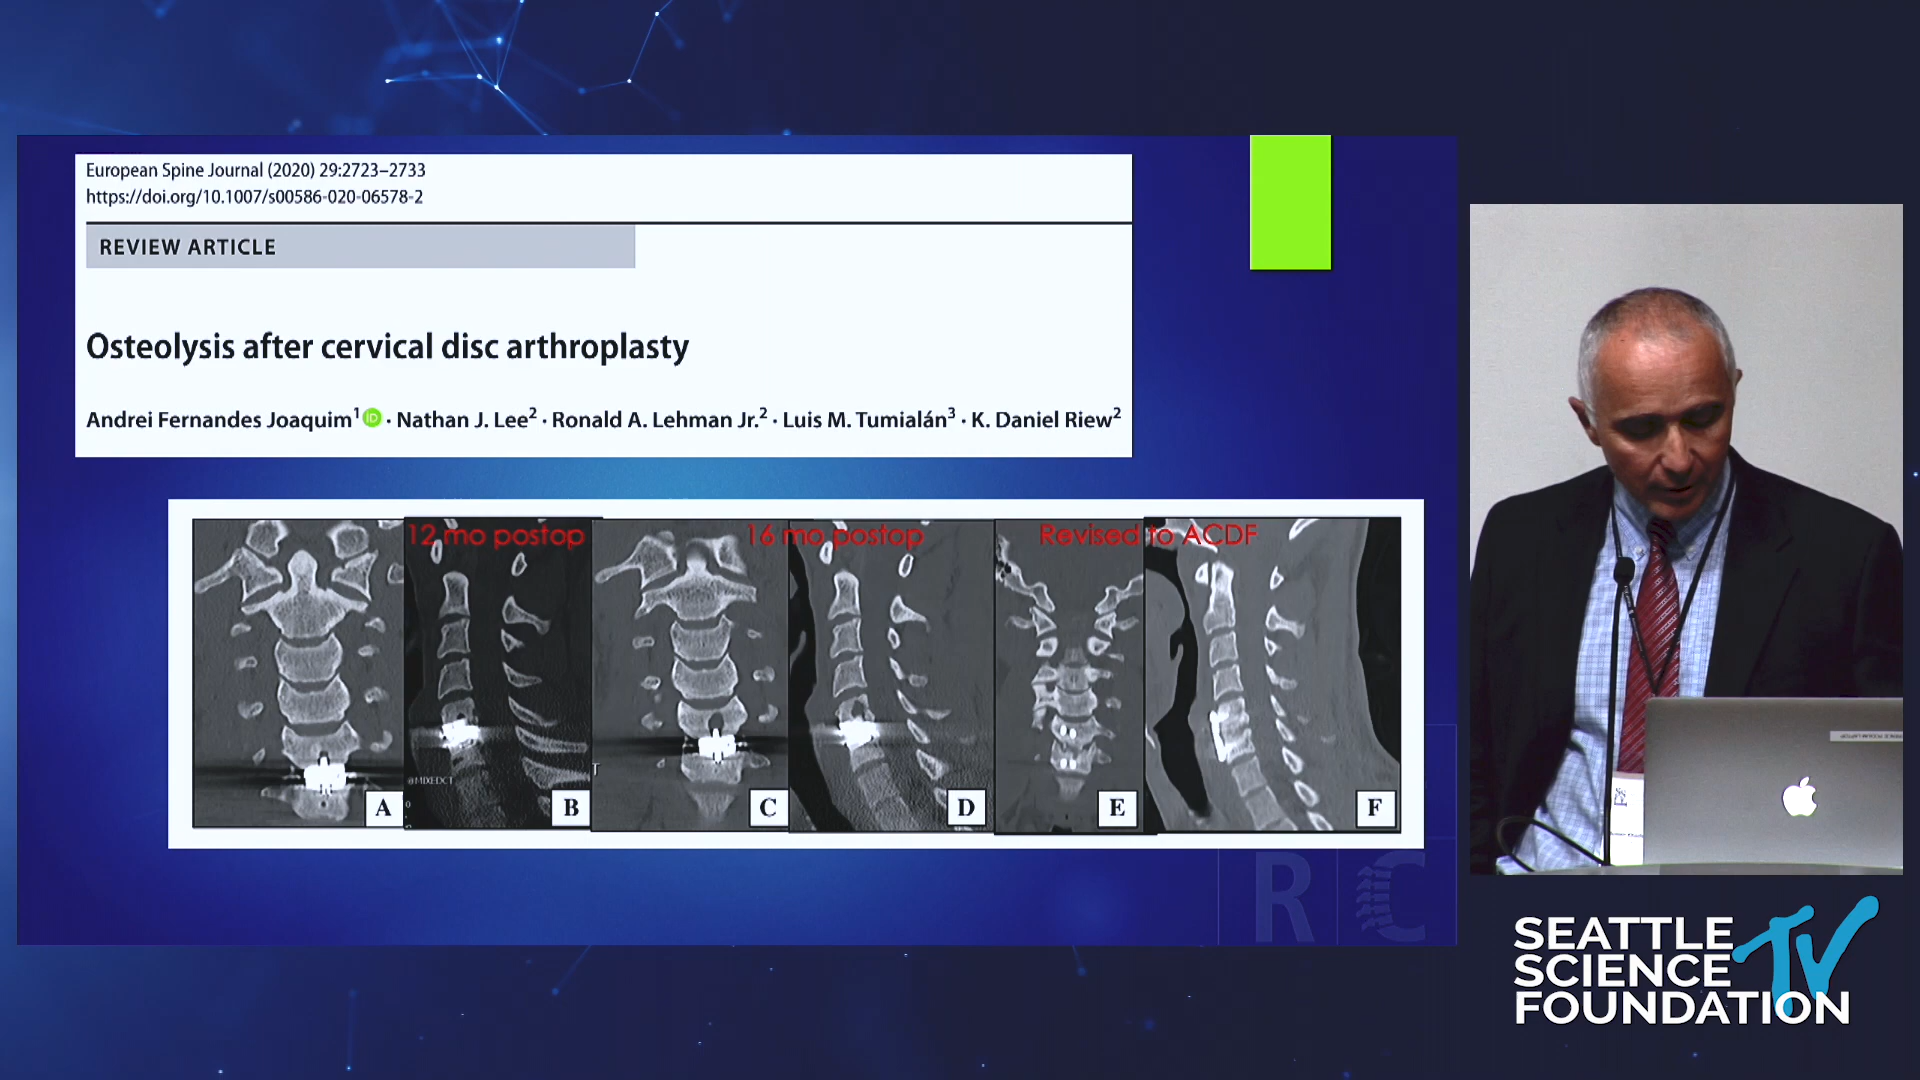 European Spine Journal (2020) 29:2723–2733
https://doi.org/10.1007/s00586-020-06578-2
REVIEW ARTICLE
Osteolysis after cervical disc arthroplasty
Andrei Fernandes Joaquim1 iD · Nathan J. Lee2 · Ronald A. Lehman Jr.2 · Luis M. Tumialán3 · K. Daniel Riew2
12 mo postop
16 mo postop
Revised to ACDF
A
B
C
D
E
F
R C
SEATTLE
SCIENCE
FOUNDATION
TV